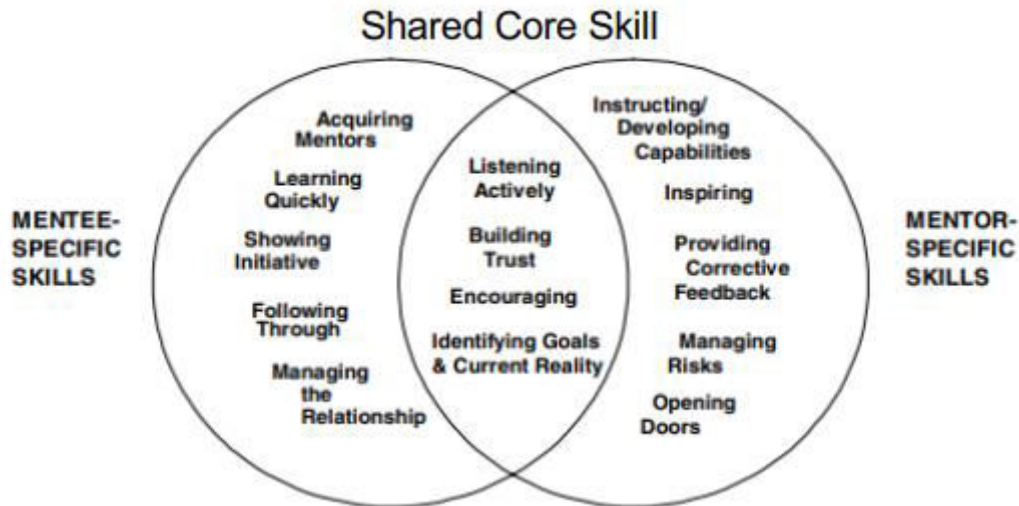 Shared Core Skill
MENTEE-
SPECIFIC
SKILLS
Acquiring
Mentors
Learning
Quickly
Showing
Initiative
Following
Through
Managing
the
Relationship
Listening
Actively
Building
Trust
Encouraging
Identifying Goals
& Current Reality
Instructing/
Developing
Capabilities
Inspiring
Providing
Corrective
Feedback
Managing
Risks
Opening
Doors
MENTOR-
SPECIFIC
SKILLS